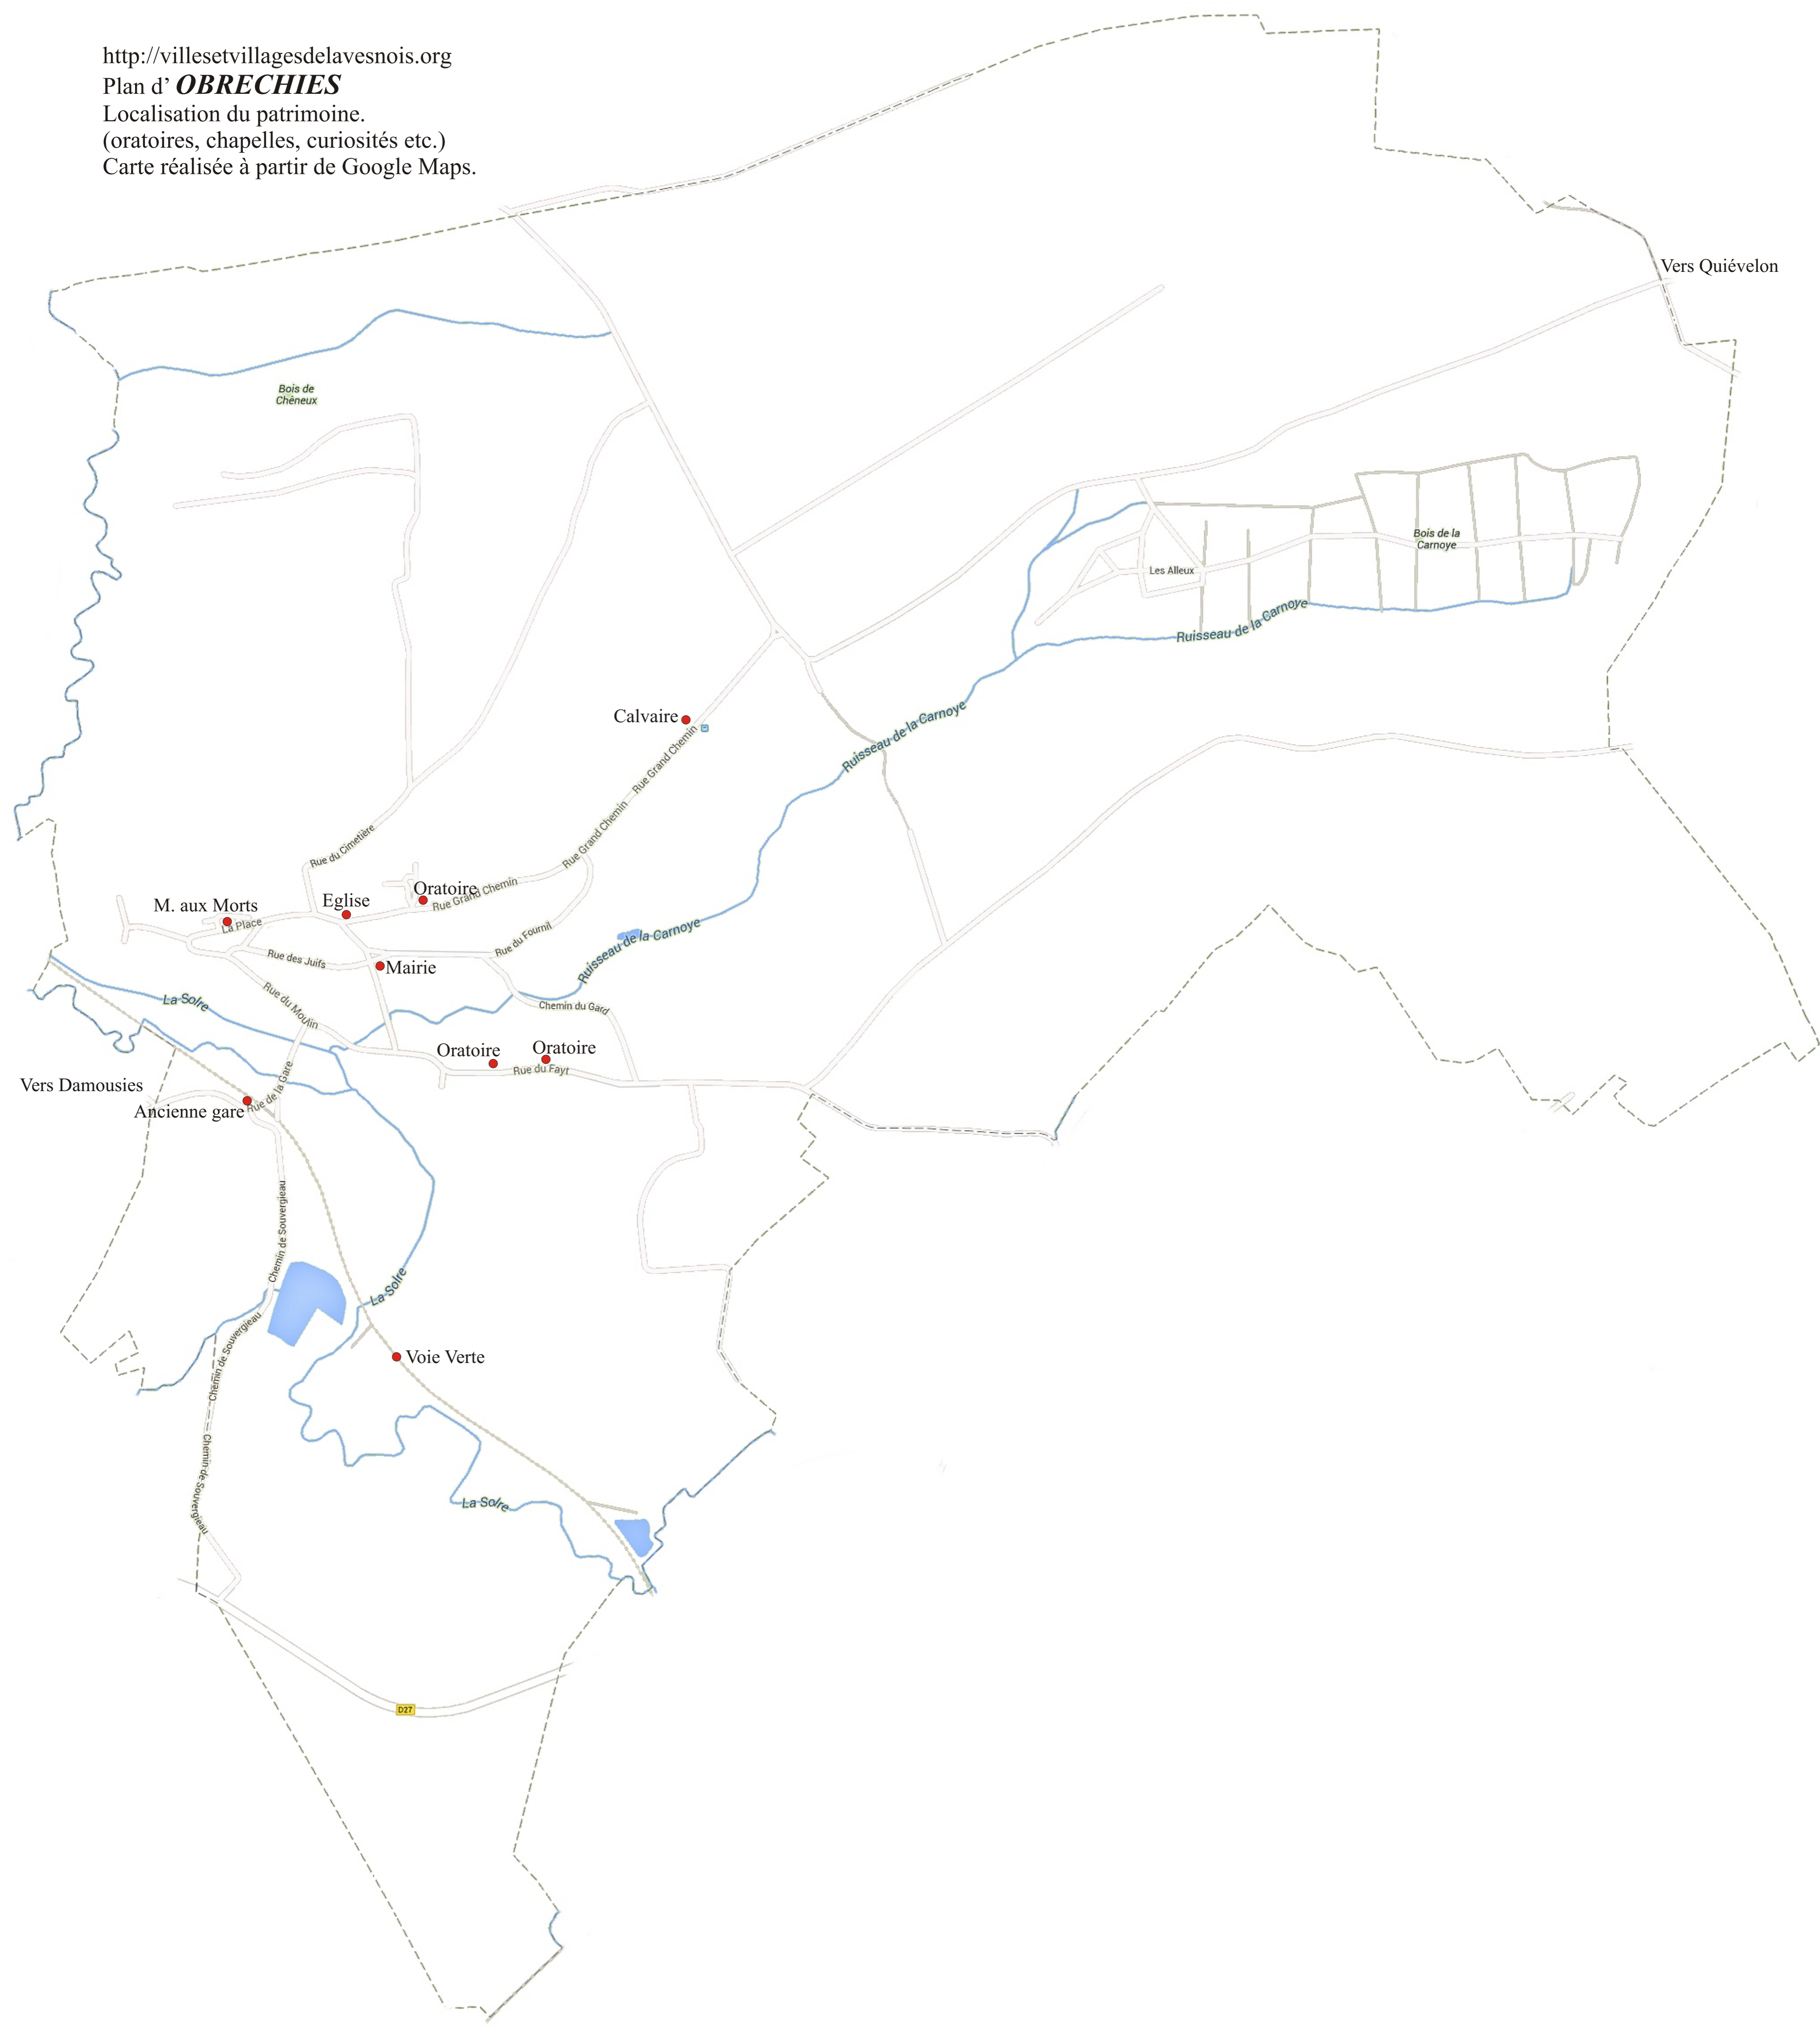 http://villesetvillagesdelavesnois.org
Plan d’ OBRECHIES
Localisation du patrimoine.
(oratoires, chapelles, curiosités etc.)
Carte réalisée à partir de Google Maps.
Vers Quiévelon
Bois de
Chêneux
Bois de la
Carnoye
Les Alleux
Ruisseau de la Carnoye
Ruisseau de la Carnoye
Calvaire
Rue Grand Chemin
Rue Grand Chemin
Rue du Cimetière
Oratoire
Rue Grand Chemin
Eglise
M. aux Morts
La Place
Rue du Fournil
Ruisseau de la Carnoye
Rue des Juifs
Mairie
La Solre
Rue du Moulin
Chemin du Gard
Oratoire
Oratoire
Rue du Fayt
Vers Damousies
Rue de la Gare
Ancienne gare
Chemin de Souvergieau
La Solre
Chemin de Souvergieau
Voie Verte
Chemin de Souvergieau
La Solre
D27